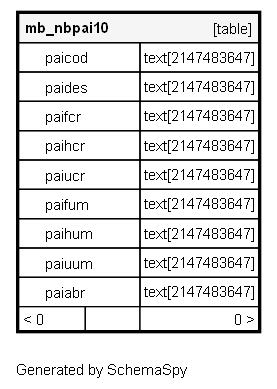 mb_nbpai10 [table]
paicod text[2147483647]
paides text[2147483647]
paifcr text[2147483647]
paihcr text[2147483647]
paiucr text[2147483647]
paifum text[2147483647]
paihum text[2147483647]
paiuum text[2147483647]
paiabr text[2147483647]
< 0 0 >
Generated by SchemaSpy